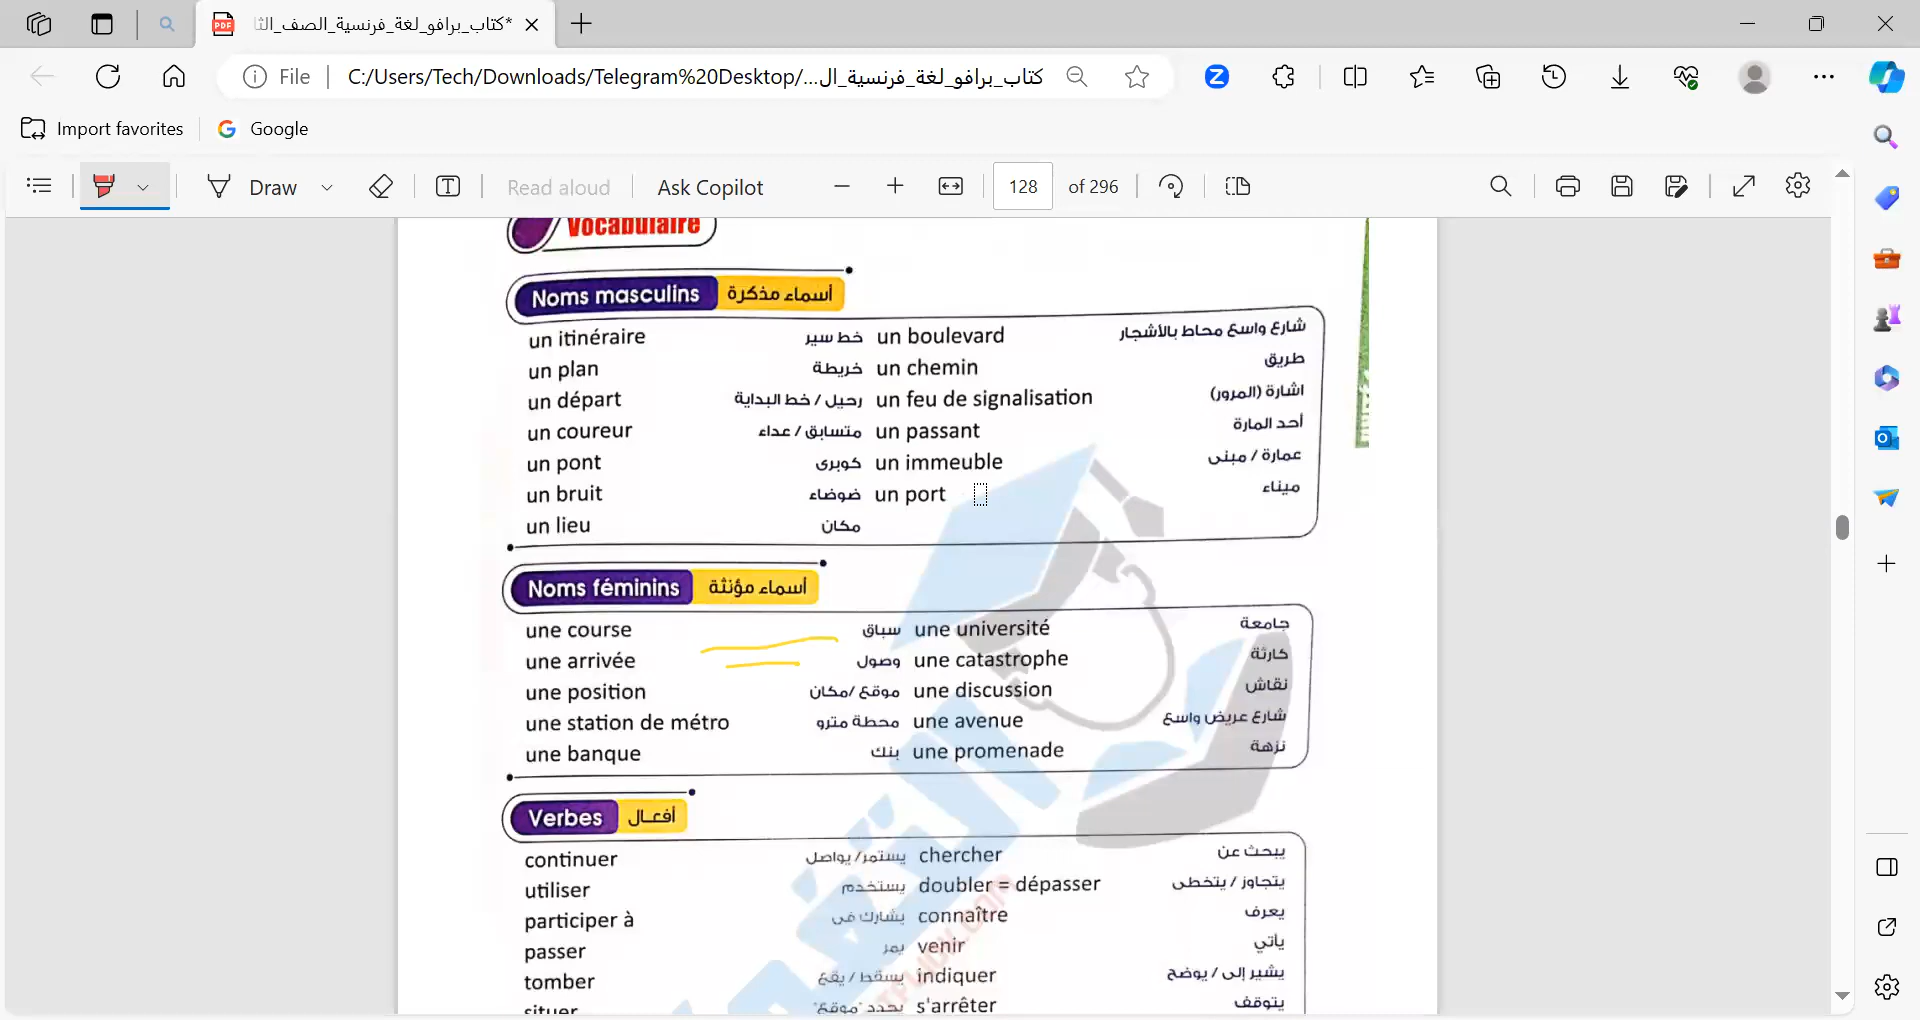 *كتاب_برافو_لغة_فرنسية_الصف_الثا
File
C:/Users/Tech/Downloads/Telegram%20Desktop/...كتاب_برافو_لغة_فرنسية_ال
Import favorites
Google
Draw
Read aloud
Ask Copilot
128 of 296
Vocabulaire
Noms masculins أسماء مذكرة
un itinéraire خط سير un boulevard شارع واسع محاط بالأشجار
un plan خريطة un chemin طريق
un départ رحيل / خط البداية un feu de signalisation اشارة (المرور)
un coureur متسابق / عداء un passant أحد المارة
un pont كوبرى un immeuble عمارة / مبنى
un bruit ضوضاء un port ميناء
un lieu مكان
Noms féminins أسماء مؤنثة
une course سباق une université جامعة
une arrivée وصول une catastrophe كارثة
une position موقع /مكان une discussion نقاش
une station de métro محطة مترو une avenue شارع عريض واسع
une banque بنك une promenade نزهة
Verbes أفعال
continuer يستمر/ يواصل chercher يبحث عن
utiliser يستخدم doubler = dépasser يتجاوز / يتخطى
participer à يشارك فى connaître يعرف
passer يمر venir يأتي
tomber يسقط / يقع indiquer يشير إلى / يوضح
situer يحدد "موقع" s'arrêter يتوقف